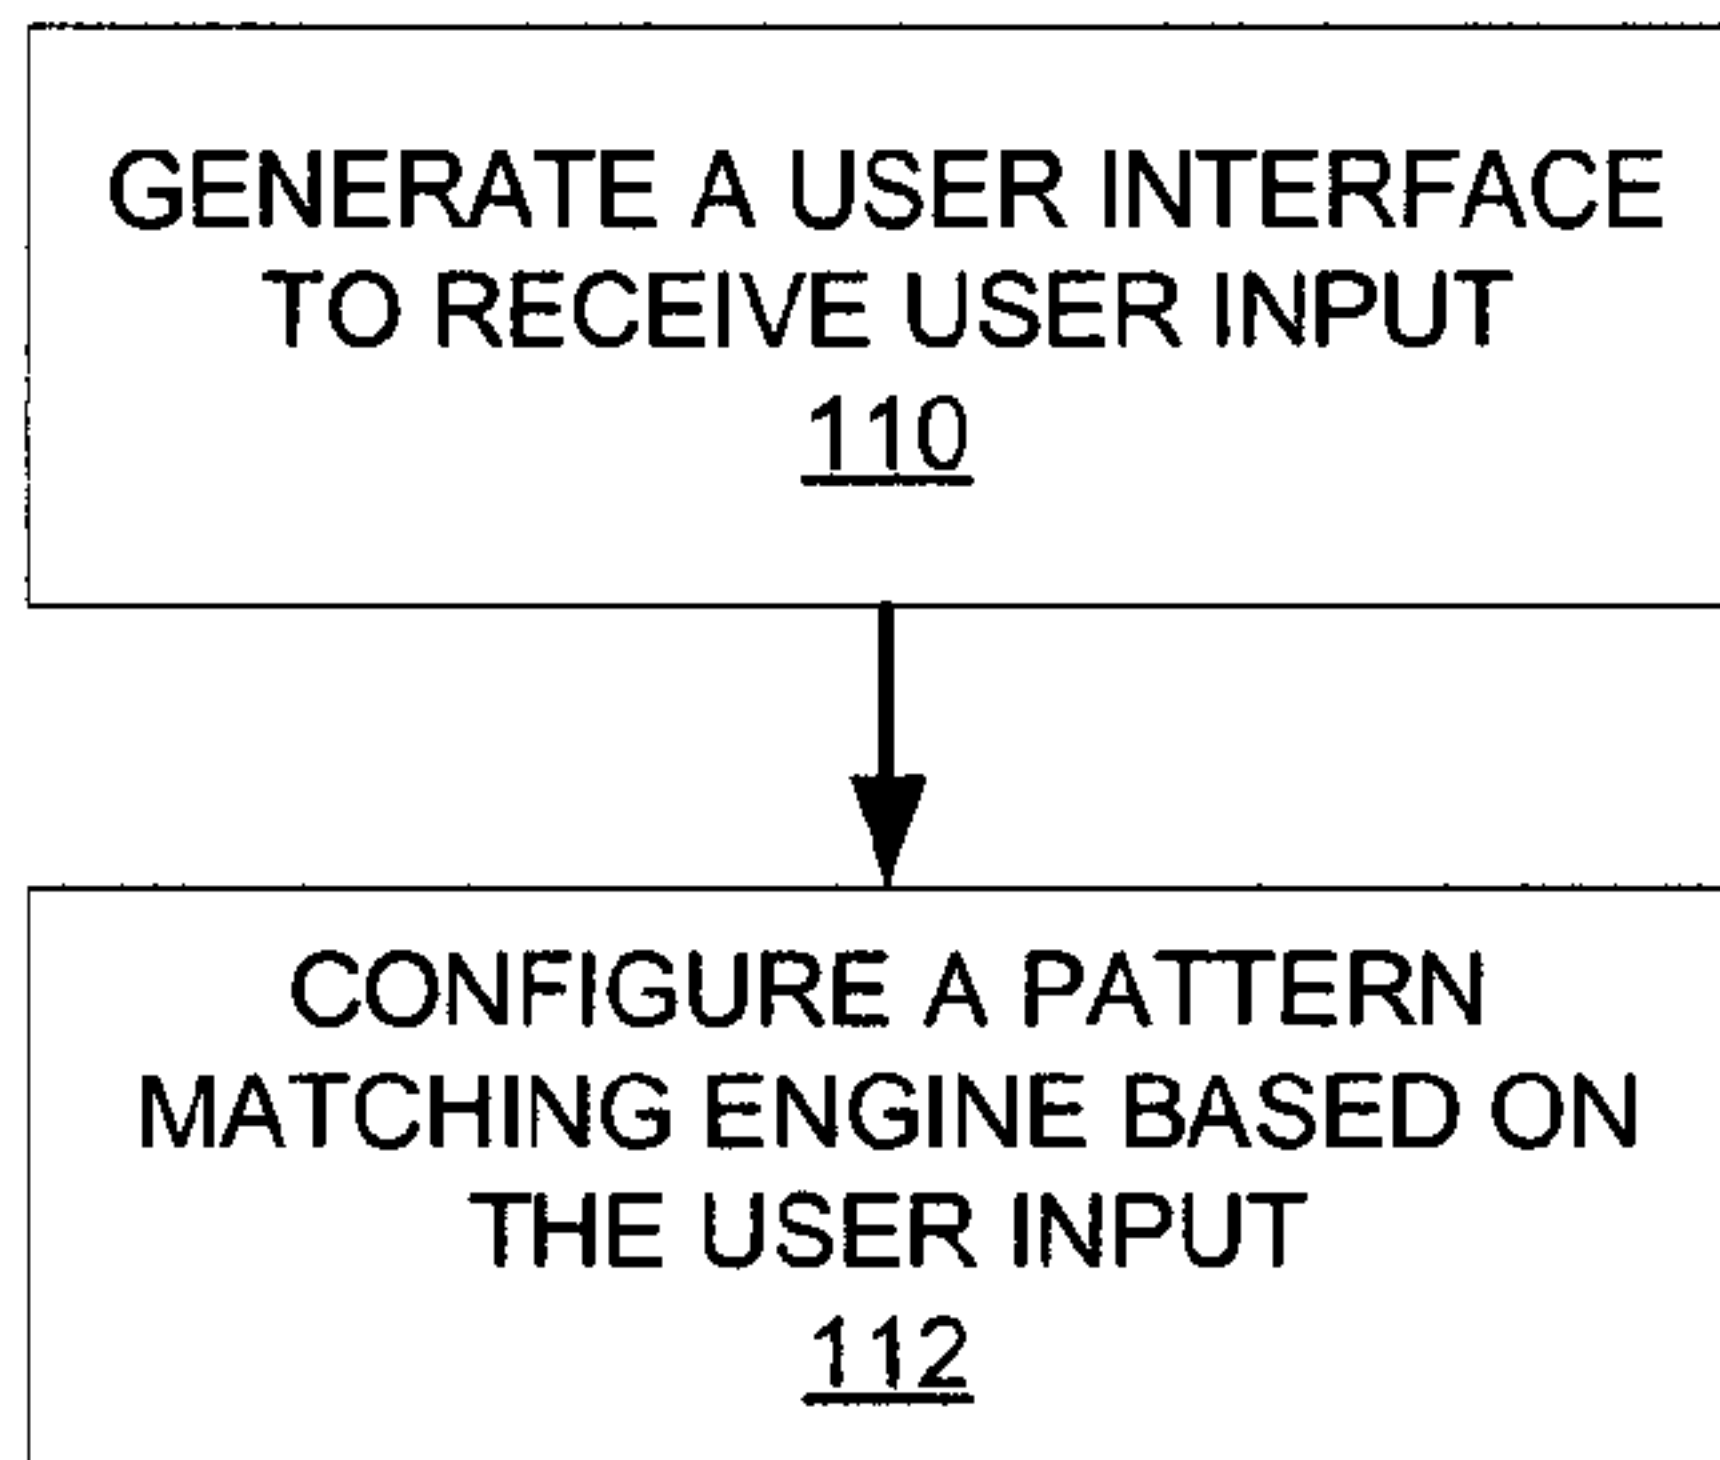 GENERATE A USER INTERFACE
TO RECEIVE USER INPUT
110
CONFIGURE A PATTERN
MATCHING ENGINE BASED ON
THE USER INPUT
112